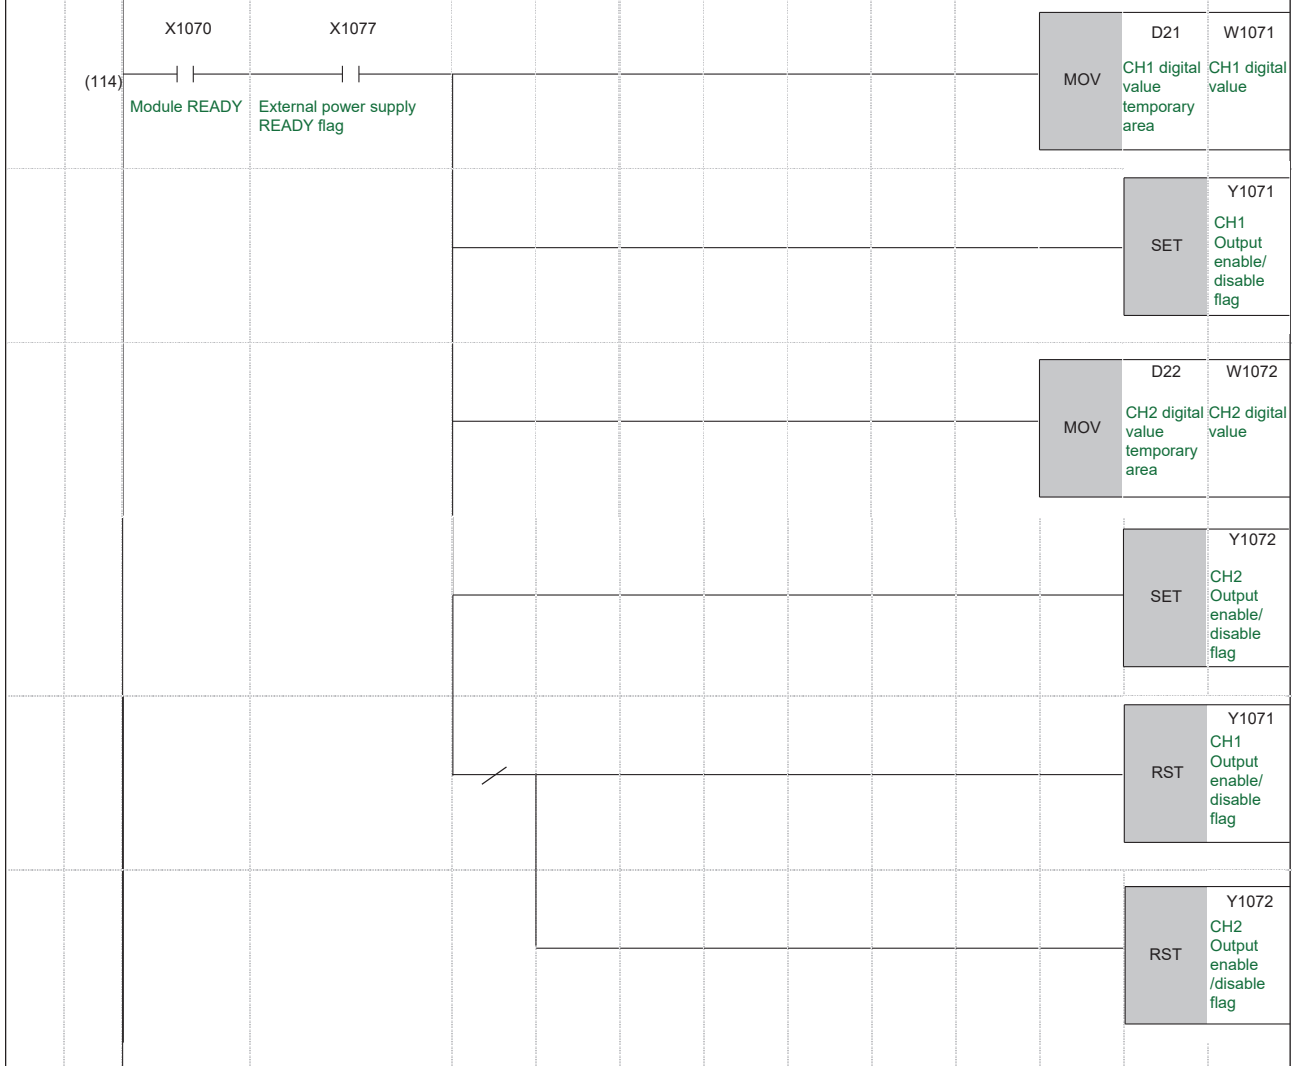 X1070
X1077
(114)
Module READY
External power supply
READY flag
MOV
D21
W1071
CH1 digital
value
temporary
area
CH1 digital
value
SET
Y1071
CH1
Output
enable/
disable
flag
MOV
D22
W1072
CH2 digital
value
temporary
area
CH2 digital
value
SET
Y1072
CH2
Output
enable/
disable
flag
RST
Y1071
CH1
Output
enable/
disable
flag
RST
Y1072
CH2
Output
enable
/disable
flag